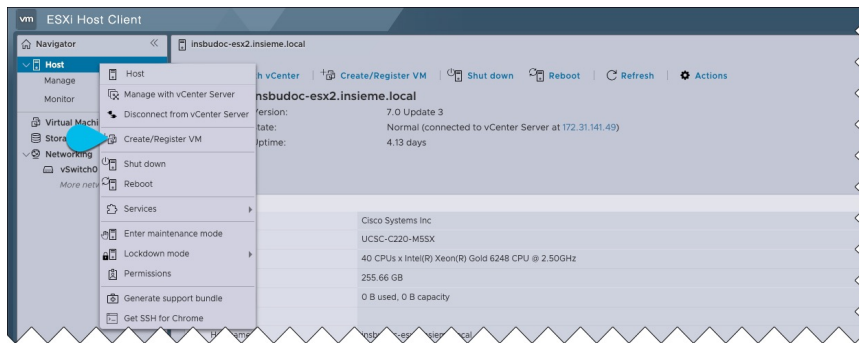 vm ESXi Host Client
Navigator
insbudoc-esx2.insieme.local
Host
Manage
Monitor
Virtual Machi
Stora
Networking
vSwitch0
More netw
Host
Manage with vCenter Server
Disconnect from vCenter Server
Create/Register VM
Shut down
Reboot
Services
Enter maintenance mode
Lockdown mode
Permissions
Generate support bundle
Get SSH for Chrome
h vCenter Create/Register VM Shut down Reboot Refresh Actions
nsbudoc-esx2.insieme.local
ersion: 7.0 Update 3
tate: Normal (connected to vCenter Server at 172.31.141.49)
ptime: 4.13 days
Cisco Systems Inc
UCSC-C220-M5SX
40 CPUs x Intel(R) Xeon(R) Gold 6248 CPU @ 2.50GHz
255.66 GB
0 B used, 0 B capacity